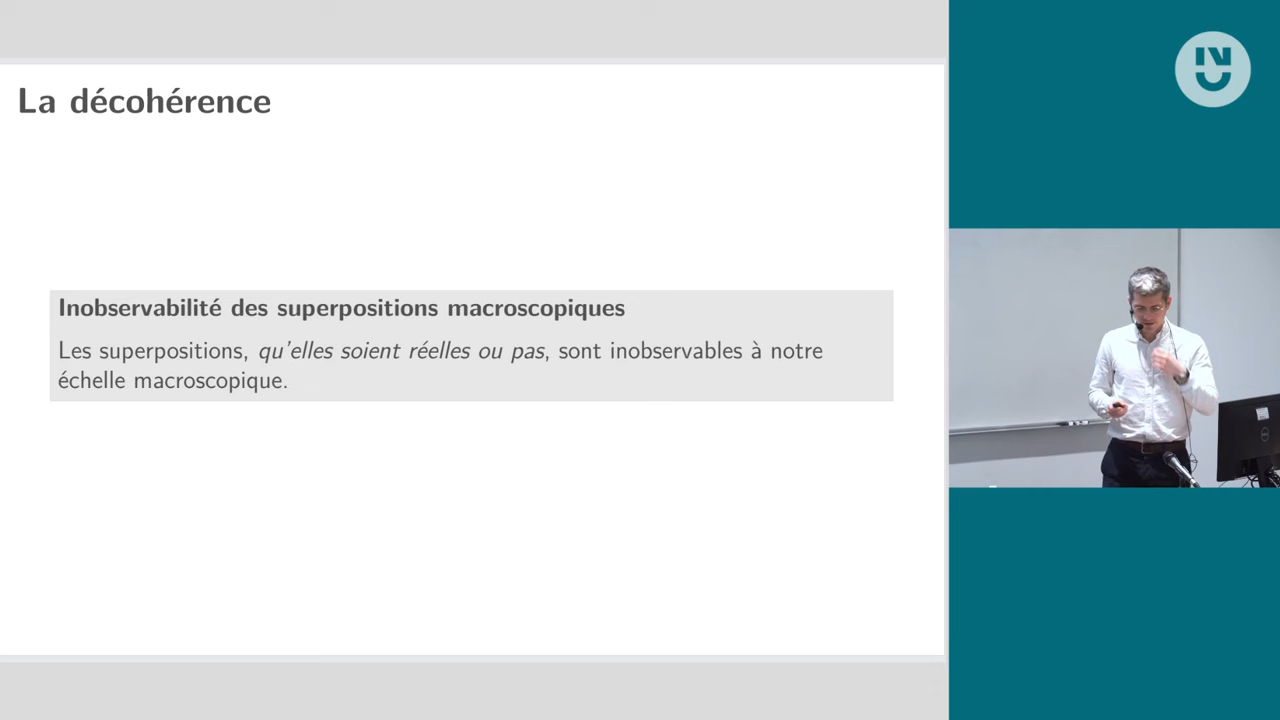 La décohérence
Inobservabilité des superpositions macroscopiques
Les superpositions, qu'elles soient réelles ou pas, sont inobservables à notre
échelle macroscopique.